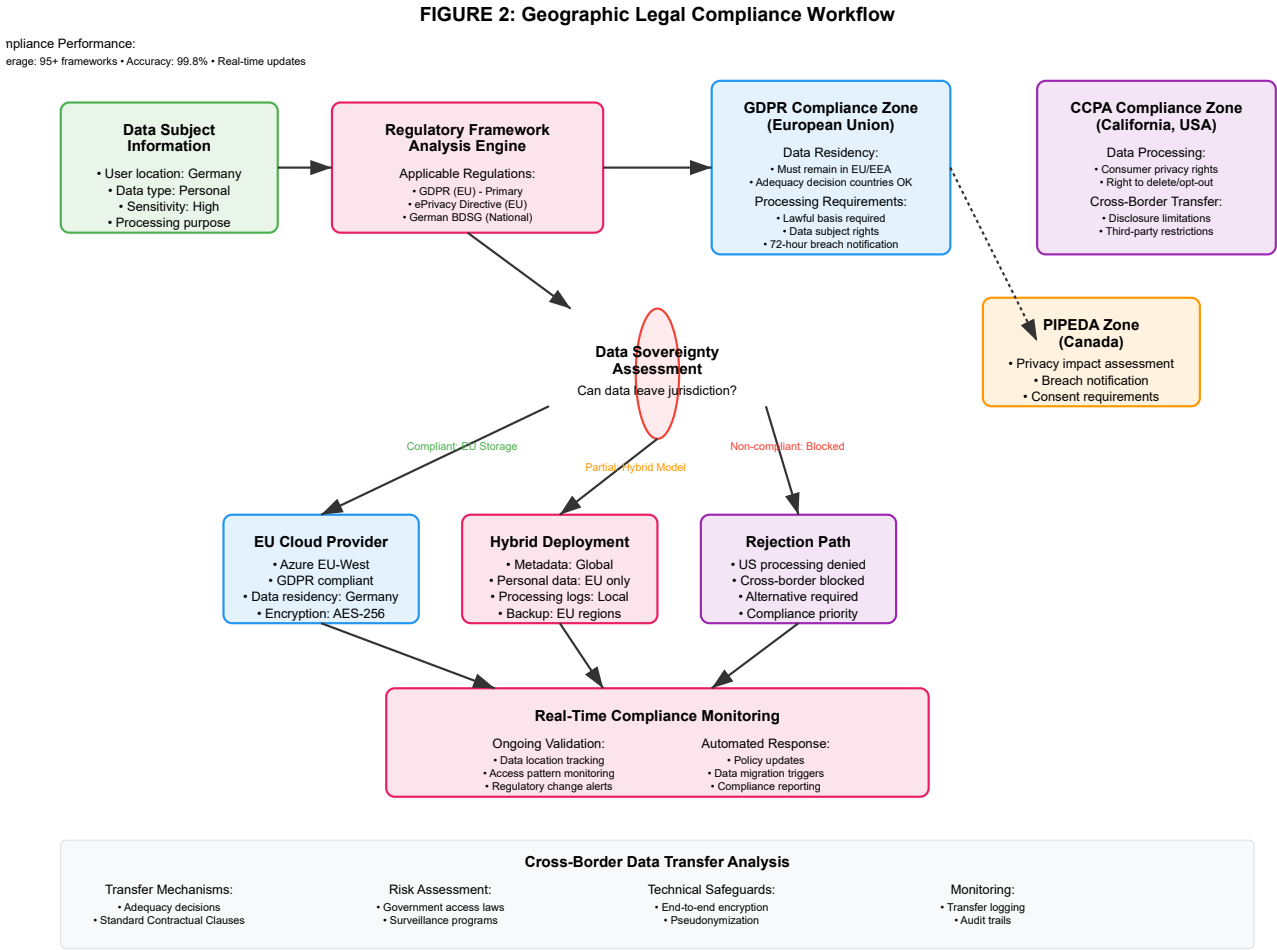 FIGURE 2: Geographic Legal Compliance Workflow
mpliance Performance:
erage: 95+ frameworks • Accuracy: 99.8% • Real-time updates
Data Subject
Information
• User location: Germany
• Data type: Personal
• Sensitivity: High
• Processing purpose
Regulatory Framework
Analysis Engine
Applicable Regulations:
• GDPR (EU) - Primary
• ePrivacy Directive (EU)
• German BDSG (National)
GDPR Compliance Zone
(European Union)
Data Residency:
• Must remain in EU/EEA
• Adequacy decision countries OK
Processing Requirements:
• Lawful basis required
• Data subject rights
• 72-hour breach notification
CCPA Compliance Zone
(California, USA)
Data Processing:
• Consumer privacy rights
• Right to delete/opt-out
Cross-Border Transfer:
• Disclosure limitations
• Third-party restrictions
PIPEDA Zone
(Canada)
• Privacy impact assessment
• Breach notification
• Consent requirements
Data Sovereignty
Assessment
Can data leave jurisdiction?
Compliant: EU Storage
Partial: Hybrid Model
Non-compliant: Blocked
EU Cloud Provider
• Azure EU-West
• GDPR compliant
• Data residency: Germany
• Encryption: AES-256
Hybrid Deployment
• Metadata: Global
• Personal data: EU only
• Processing logs: Local
• Backup: EU regions
Rejection Path
• US processing denied
• Cross-border blocked
• Alternative required
• Compliance priority
Real-Time Compliance Monitoring
Ongoing Validation:
• Data location tracking
• Access pattern monitoring
• Regulatory change alerts
Automated Response:
• Policy updates
• Data migration triggers
• Compliance reporting
Cross-Border Data Transfer Analysis
Transfer Mechanisms:
• Adequacy decisions
• Standard Contractual Clauses
Risk Assessment:
• Government access laws
• Surveillance programs
Technical Safeguards:
• End-to-end encryption
• Pseudonymization
Monitoring:
• Transfer logging
• Audit trails